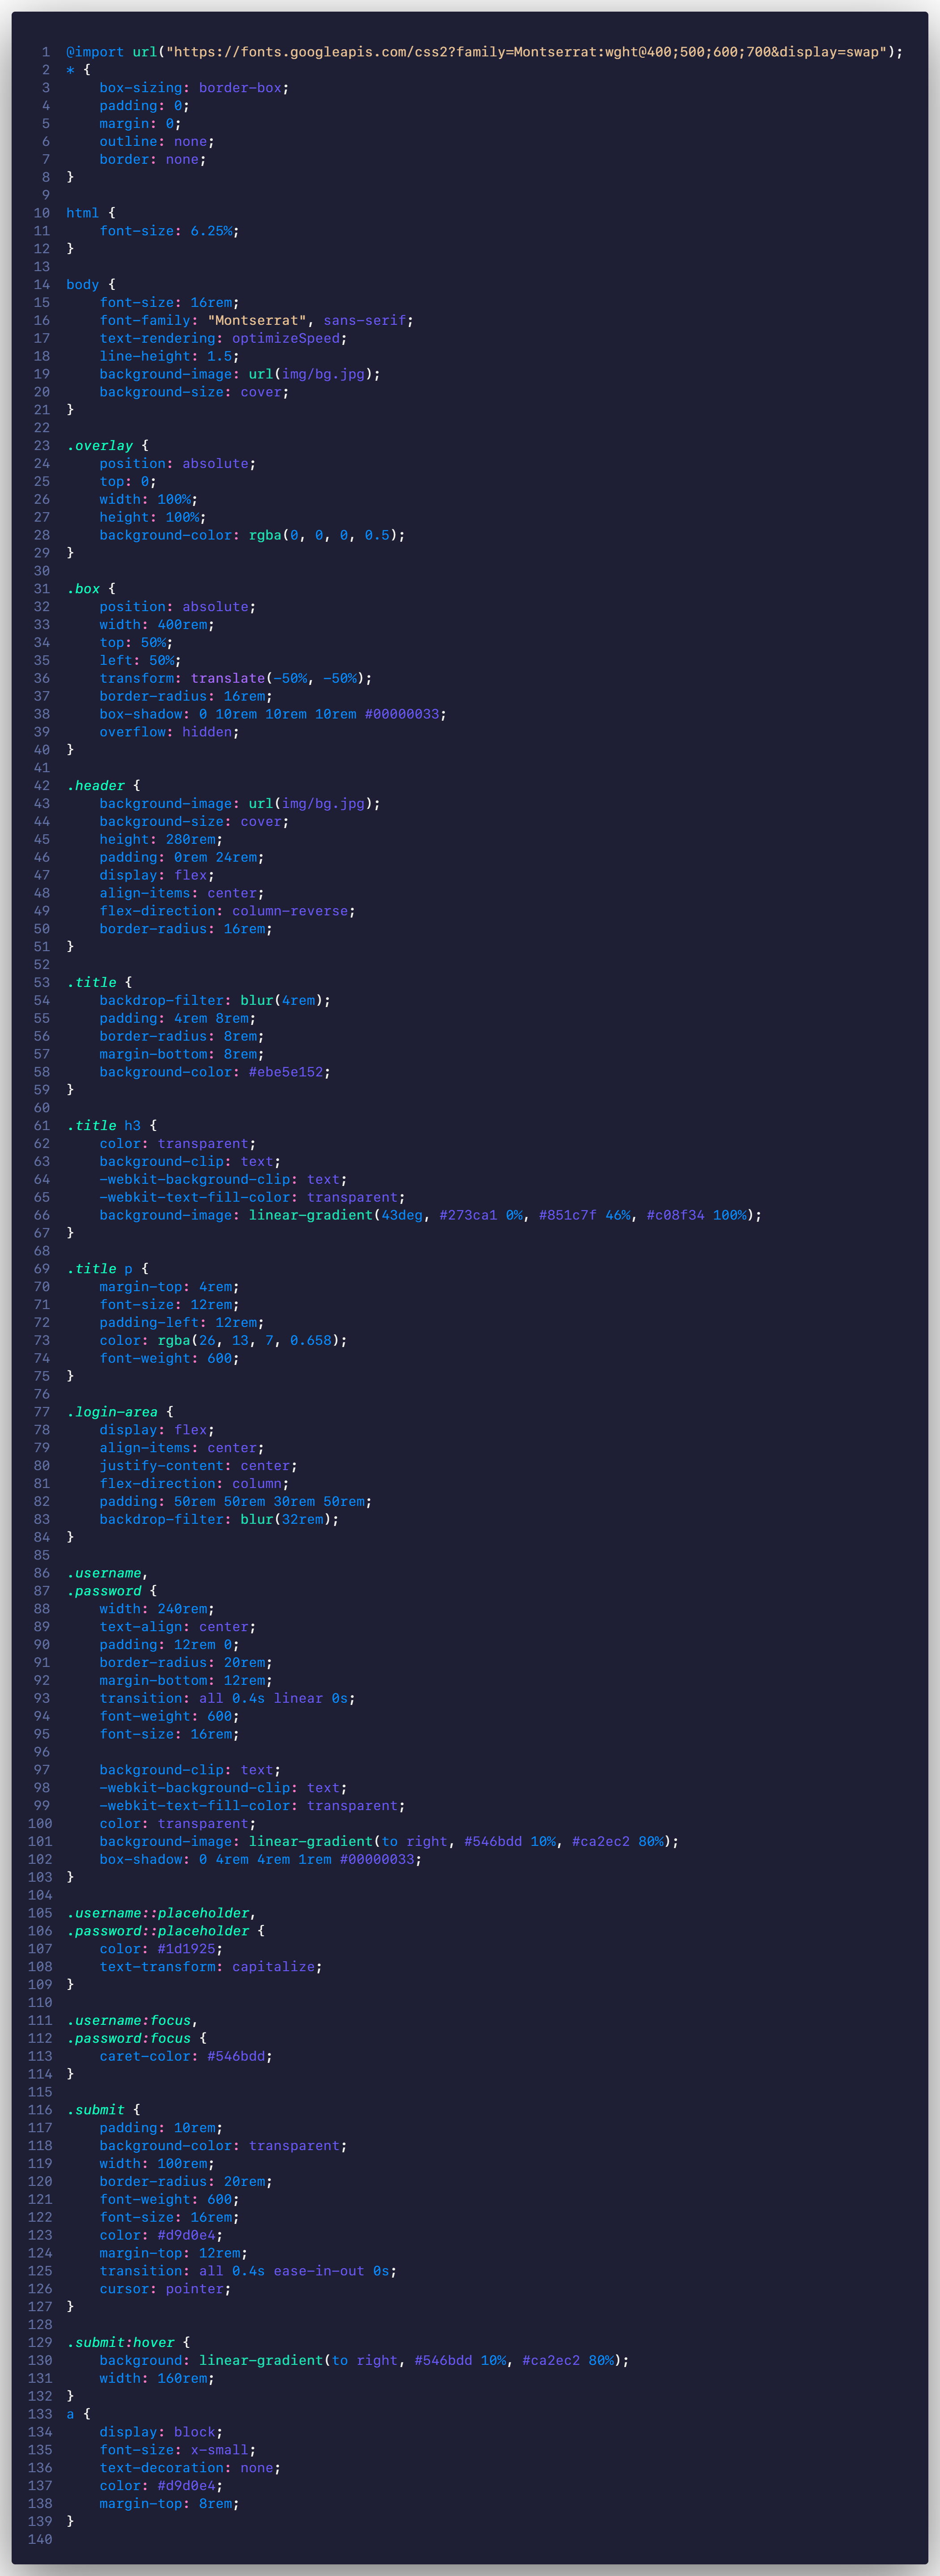 1 @import url("https://fonts.googleapis.com/css2?family=Montserrat:wght@400;500;600;700&display=swap");
2 * {
3     box-sizing: border-box;
4     padding: 0;
5     margin: 0;
6     outline: none;
7     border: none;
8 }
9
10 html {
11     font-size: 6.25%;
12 }
13
14 body {
15     font-size: 16rem;
16     font-family: "Montserrat", sans-serif;
17     text-rendering: optimizeSpeed;
18     line-height: 1.5;
19     background-image: url(img/bg.jpg);
20     background-size: cover;
21 }
22
23 .overlay {
24     position: absolute;
25     top: 0;
26     width: 100%;
27     height: 100%;
28     background-color: rgba(0, 0, 0, 0.5);
29 }
30
31 .box {
32     position: absolute;
33     width: 400rem;
34     top: 50%;
35     left: 50%;
36     transform: translate(-50%, -50%);
37     border-radius: 16rem;
38     box-shadow: 0 10rem 10rem 10rem #00000033;
39     overflow: hidden;
40 }
41
42 .header {
43     background-image: url(img/bg.jpg);
44     background-size: cover;
45     height: 280rem;
46     padding: 0rem 24rem;
47     display: flex;
48     align-items: center;
49     flex-direction: column-reverse;
50     border-radius: 16rem;
51 }
52
53 .title {
54     backdrop-filter: blur(4rem);
55     padding: 4rem 8rem;
56     border-radius: 8rem;
57     margin-bottom: 8rem;
58     background-color: #ebe5e152;
59 }
60
61 .title h3 {
62     color: transparent;
63     background-clip: text;
64     -webkit-background-clip: text;
65     -webkit-text-fill-color: transparent;
66     background-image: linear-gradient(43deg, #273ca1 0%, #851c7f 46%, #c08f34 100%);
67 }
68
69 .title p {
70     margin-top: 4rem;
71     font-size: 12rem;
72     padding-left: 12rem;
73     color: rgba(26, 13, 7, 0.658);
74     font-weight: 600;
75 }
76
77 .login-area {
78     display: flex;
79     align-items: center;
80     justify-content: center;
81     flex-direction: column;
82     padding: 50rem 50rem 30rem 50rem;
83     backdrop-filter: blur(32rem);
84 }
85
86 .username,
87 .password {
88     width: 240rem;
89     text-align: center;
90     padding: 12rem 0;
91     border-radius: 20rem;
92     margin-bottom: 12rem;
93     transition: all 0.4s linear 0s;
94     font-weight: 600;
95     font-size: 16rem;
96
97     background-clip: text;
98     -webkit-background-clip: text;
99     -webkit-text-fill-color: transparent;
100     color: transparent;
101     background-image: linear-gradient(to right, #546bdd 10%, #ca2ec2 80%);
102     box-shadow: 0 4rem 4rem 1rem #00000033;
103 }
104
105 .username::placeholder,
106 .password::placeholder {
107     color: #1d1925;
108     text-transform: capitalize;
109 }
110
111 .username:focus,
112 .password:focus {
113     caret-color: #546bdd;
114 }
115
116 .submit {
117     padding: 10rem;
118     background-color: transparent;
119     width: 100rem;
120     border-radius: 20rem;
121     font-weight: 600;
122     font-size: 16rem;
123     color: #d9d0e4;
124     margin-top: 12rem;
125     transition: all 0.4s ease-in-out 0s;
126     cursor: pointer;
127 }
128
129 .submit:hover {
130     background: linear-gradient(to right, #546bdd 10%, #ca2ec2 80%);
131     width: 160rem;
132 }
133 a {
134     display: block;
135     font-size: x-small;
136     text-decoration: none;
137     color: #d9d0e4;
138     margin-top: 8rem;
139 }
140